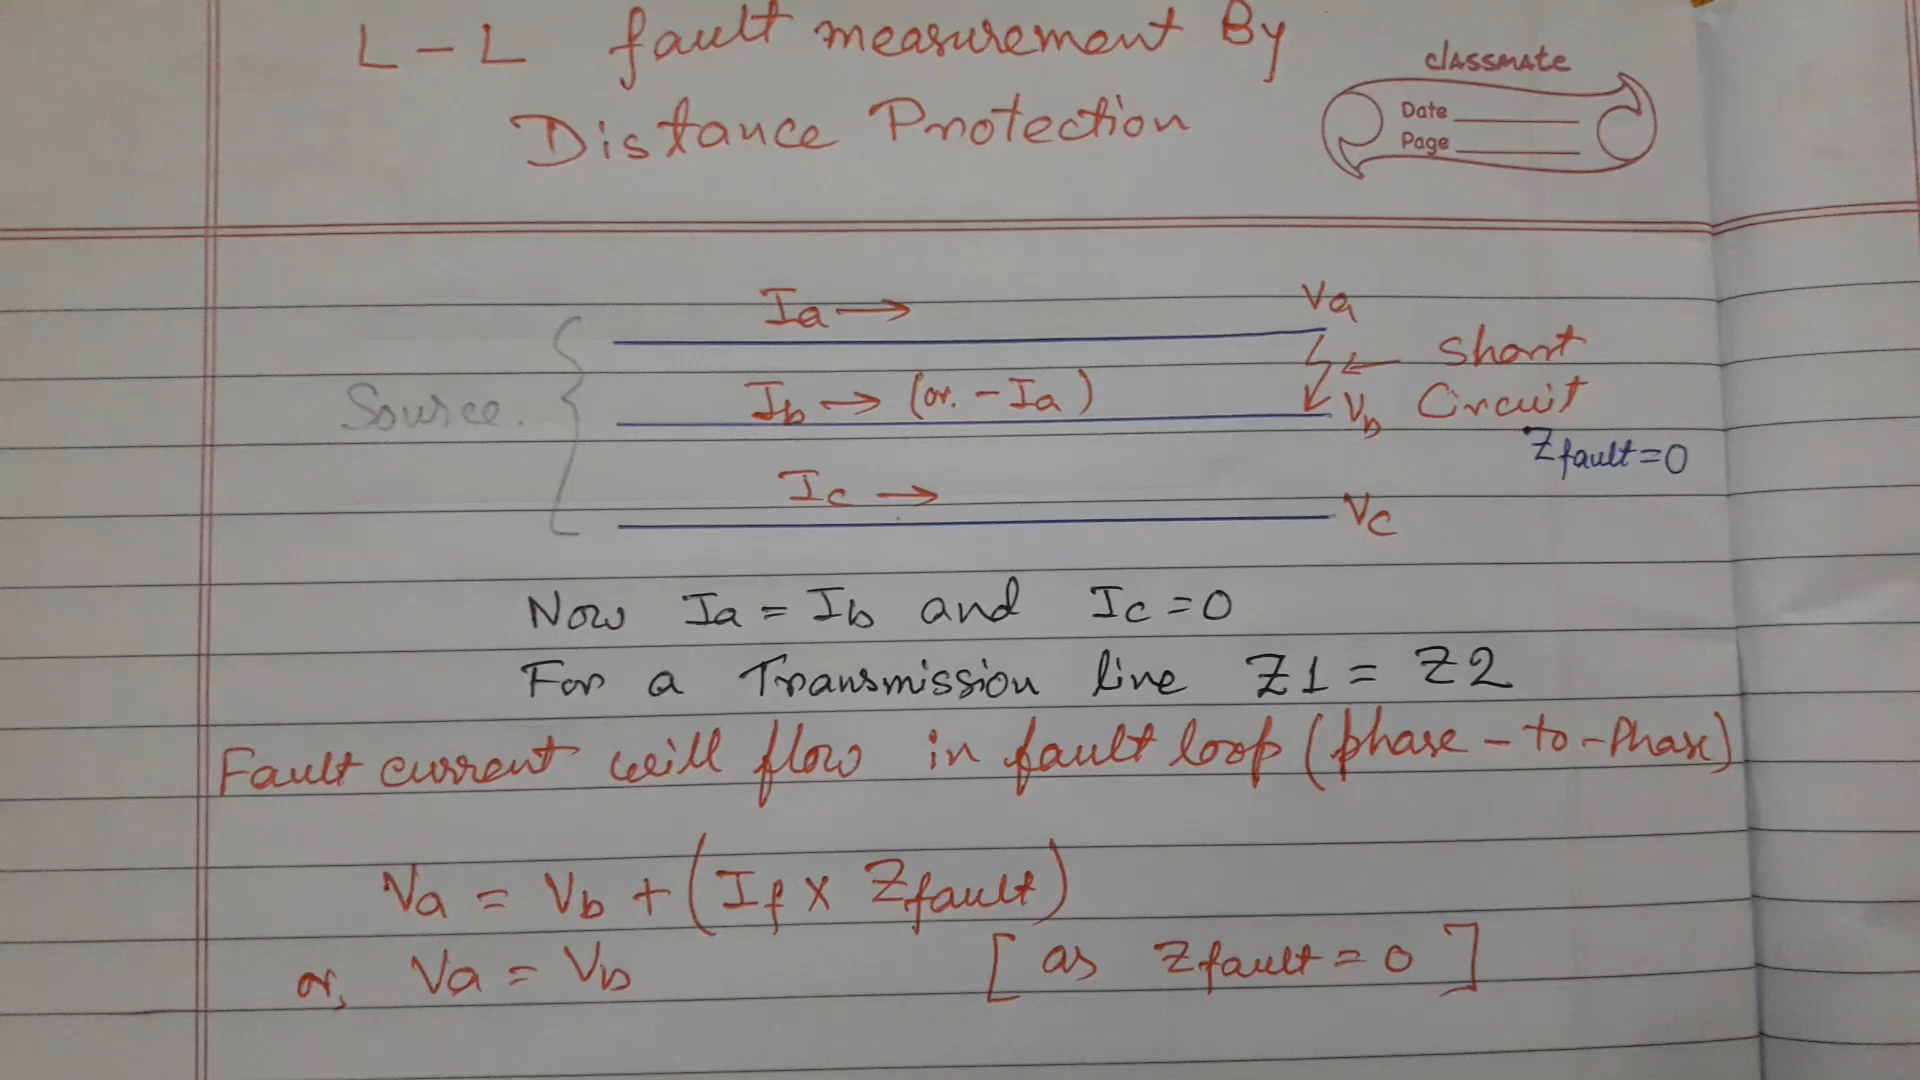 L - L fault measurement By
Distance Protection
classmate
Date
Page
Ia →
Va
Short
Circuit
Source.
Ib → (or. - Ia)
Vb
Zfault = 0
Ic →
Vc
Now Ia = Ib and Ic = 0
For a Transmission line Z1 = Z2
Fault current will flow in fault loop (phase - to - Phase)
Va = Vb + (If x Zfault)
or, Va = Vb [as Zfault = 0]